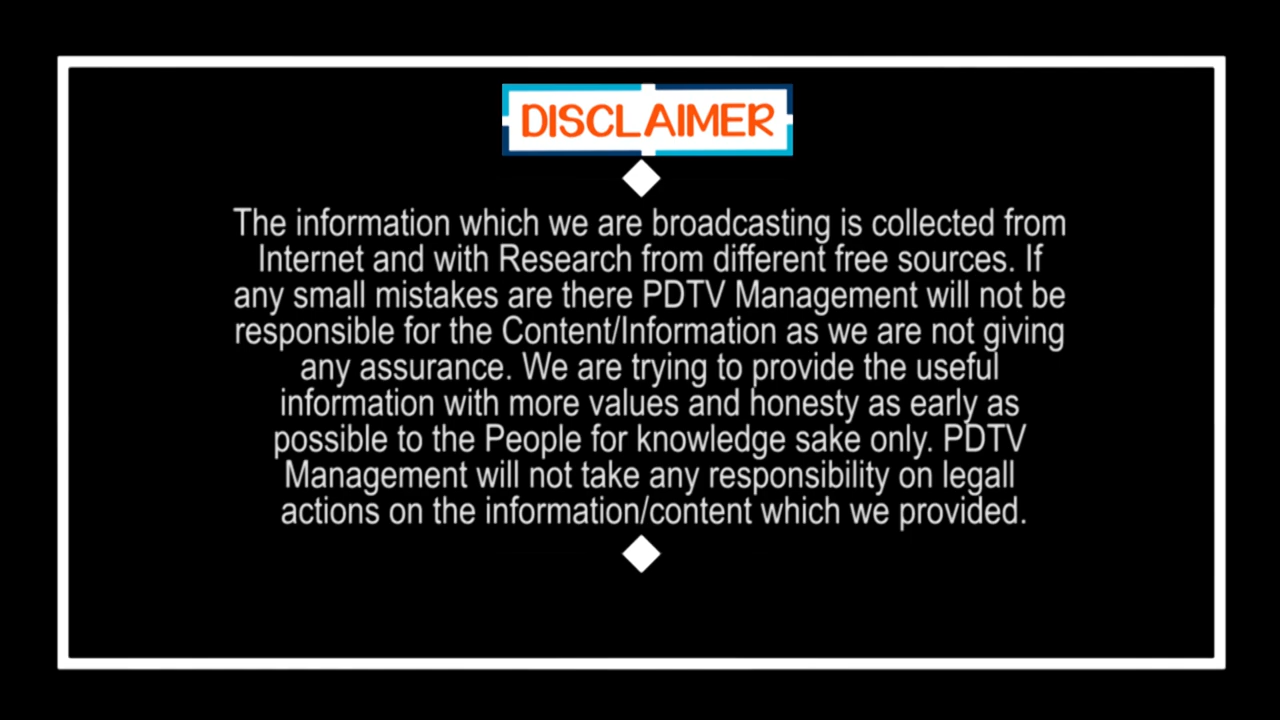 DISCLAIMER
The information which we are broadcasting is collected from
Internet and with Research from different free sources. If
any small mistakes are there PDTV Management will not be
responsible for the Content/Information as we are not giving
any assurance. We are trying to provide the useful
information with more values and honesty as early as
possible to the People for knowledge sake only. PDTV
Management will not take any responsibility on legall
actions on the information/content which we provided.